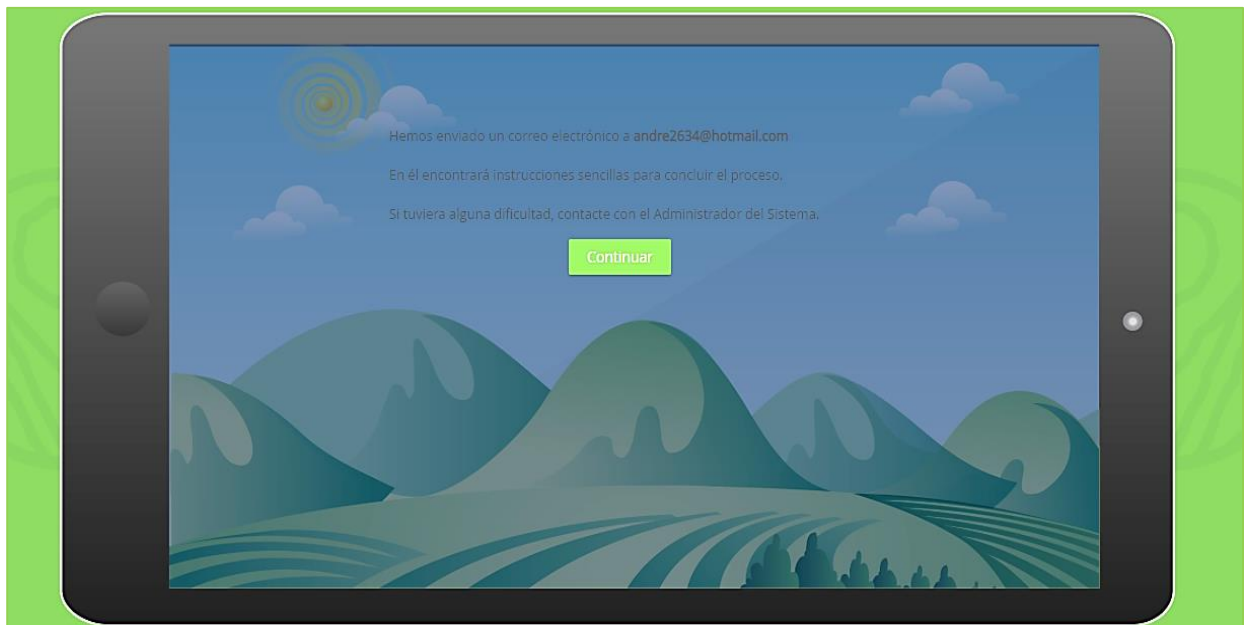 Hemos enviado un correo electrónico a andre2634@hotmail.com
En él encontrará instrucciones sencillas para concluir el proceso.
Si tuviera alguna dificultad, contacte con el Administrador del Sistema.
Continuar